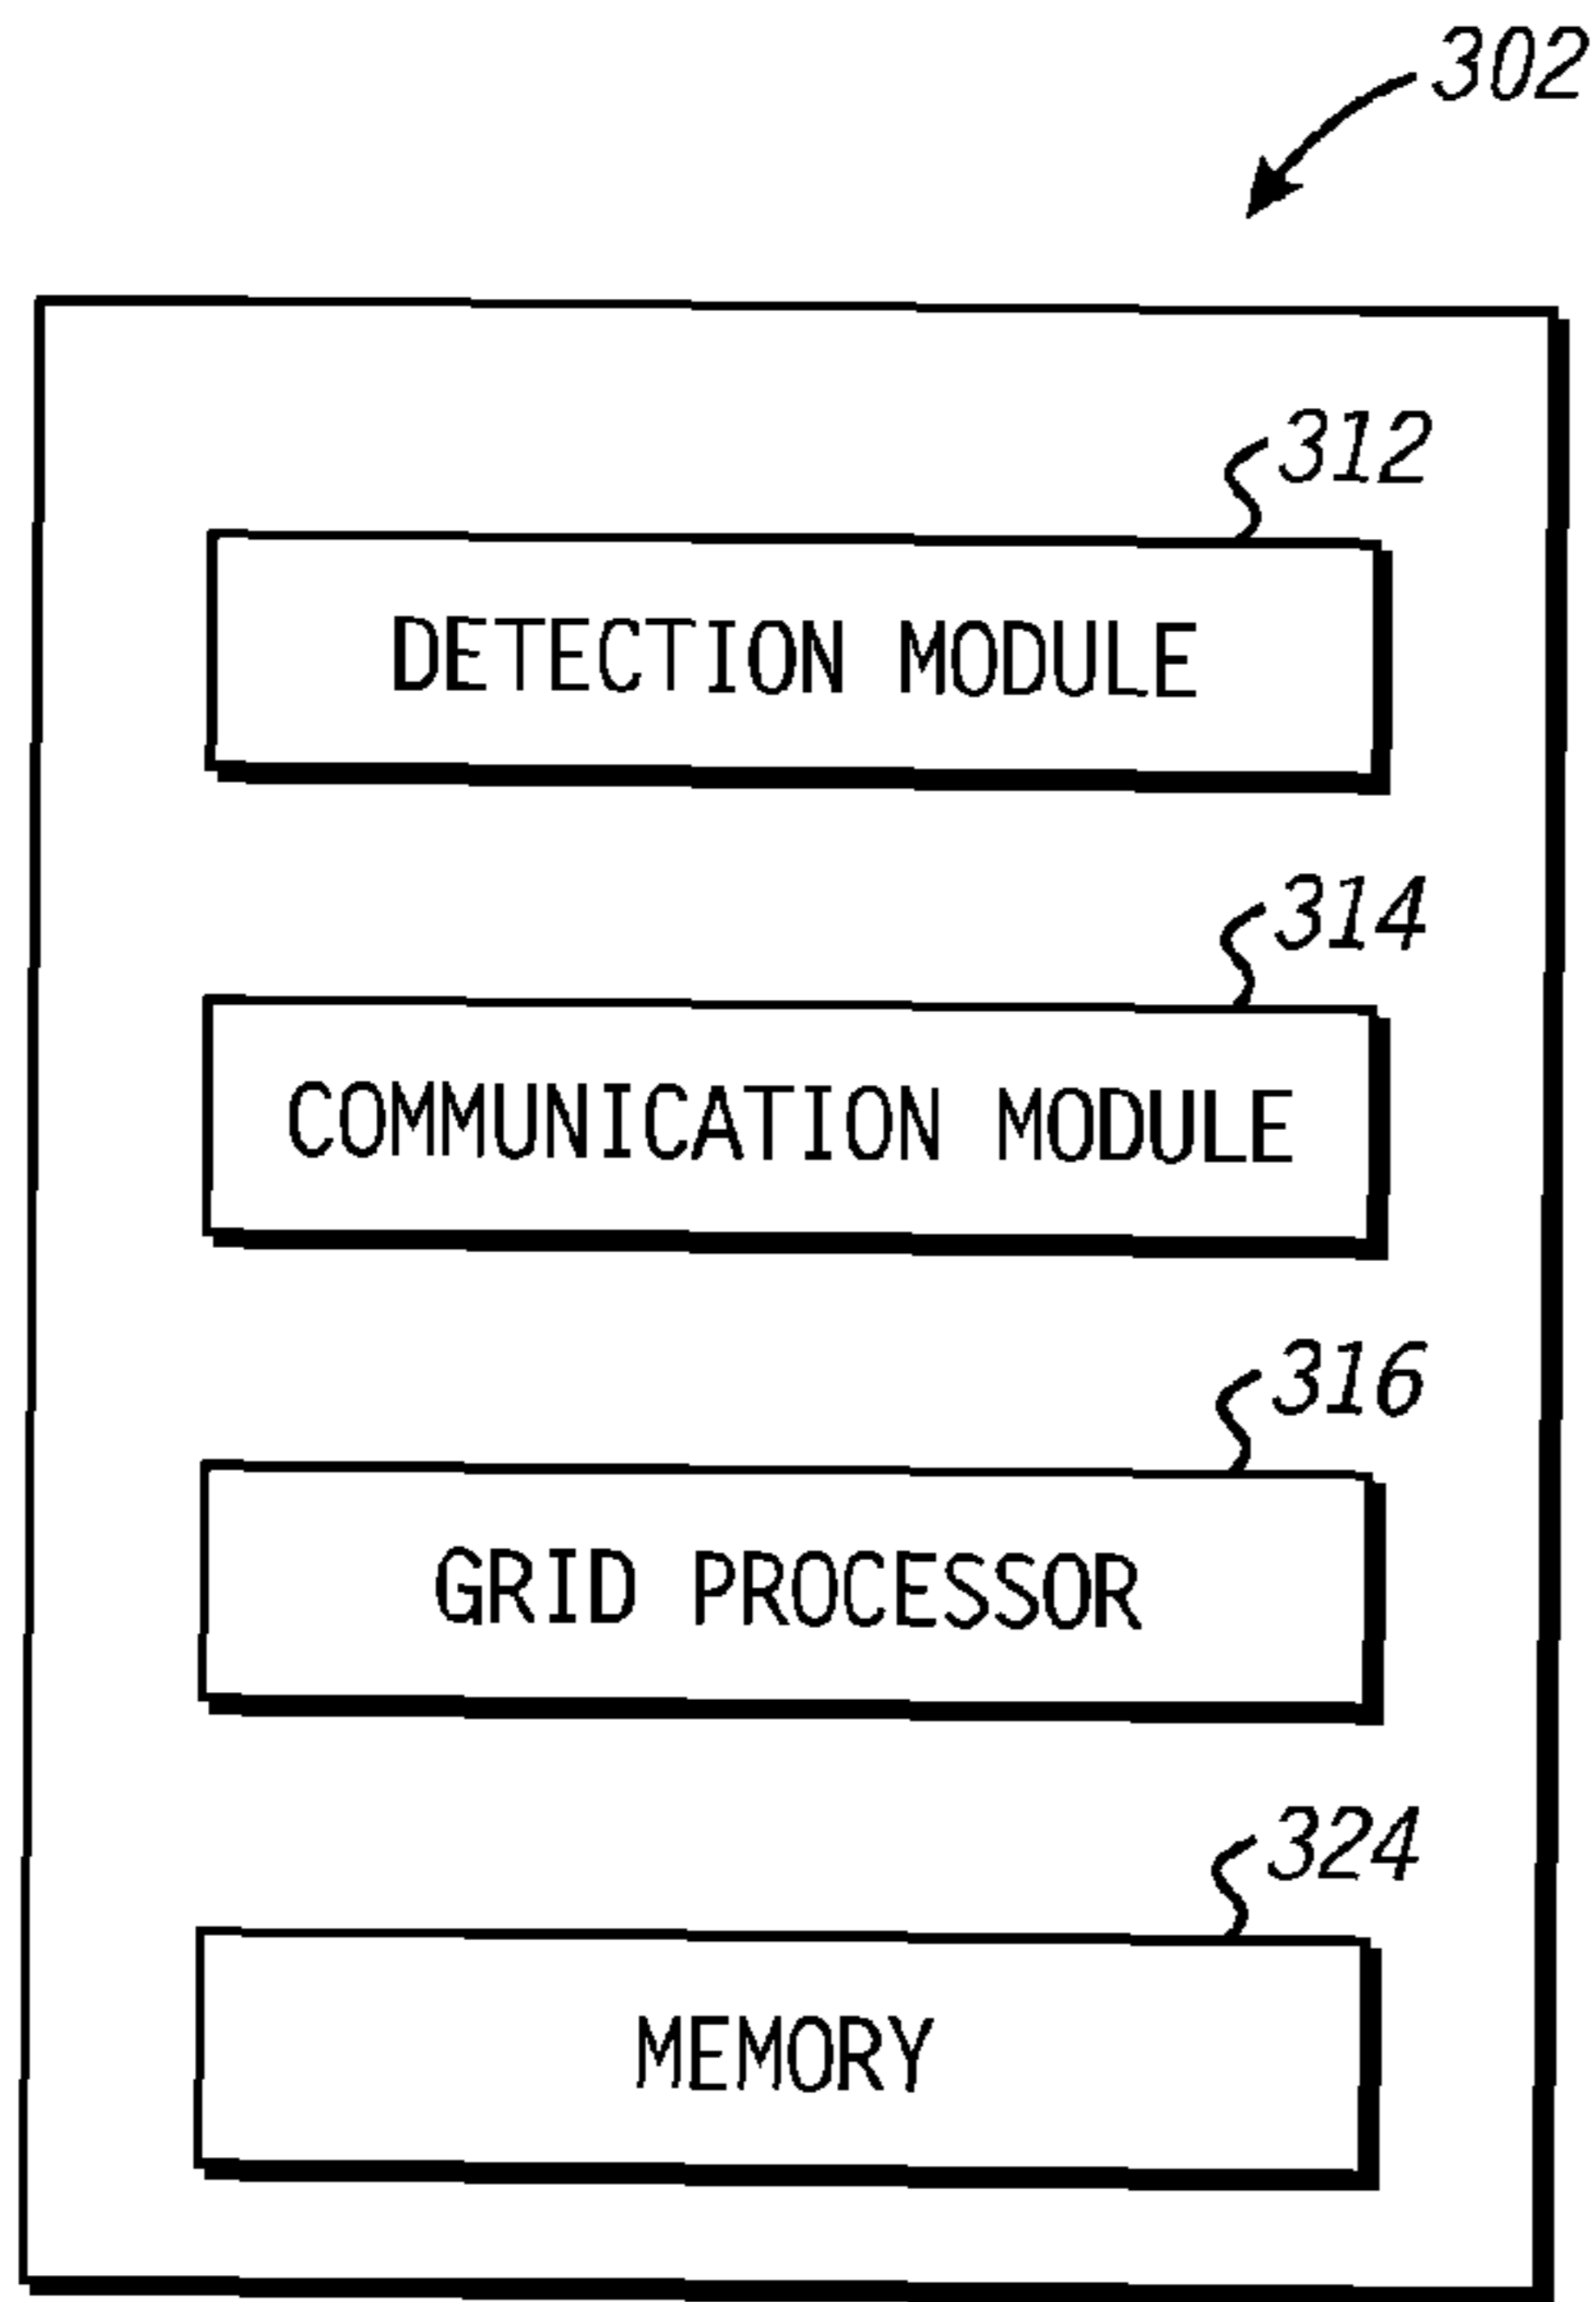 302
312
DETECTION MODULE
314
COMMUNICATION MODULE
316
GRID PROCESSOR
324
MEMORY